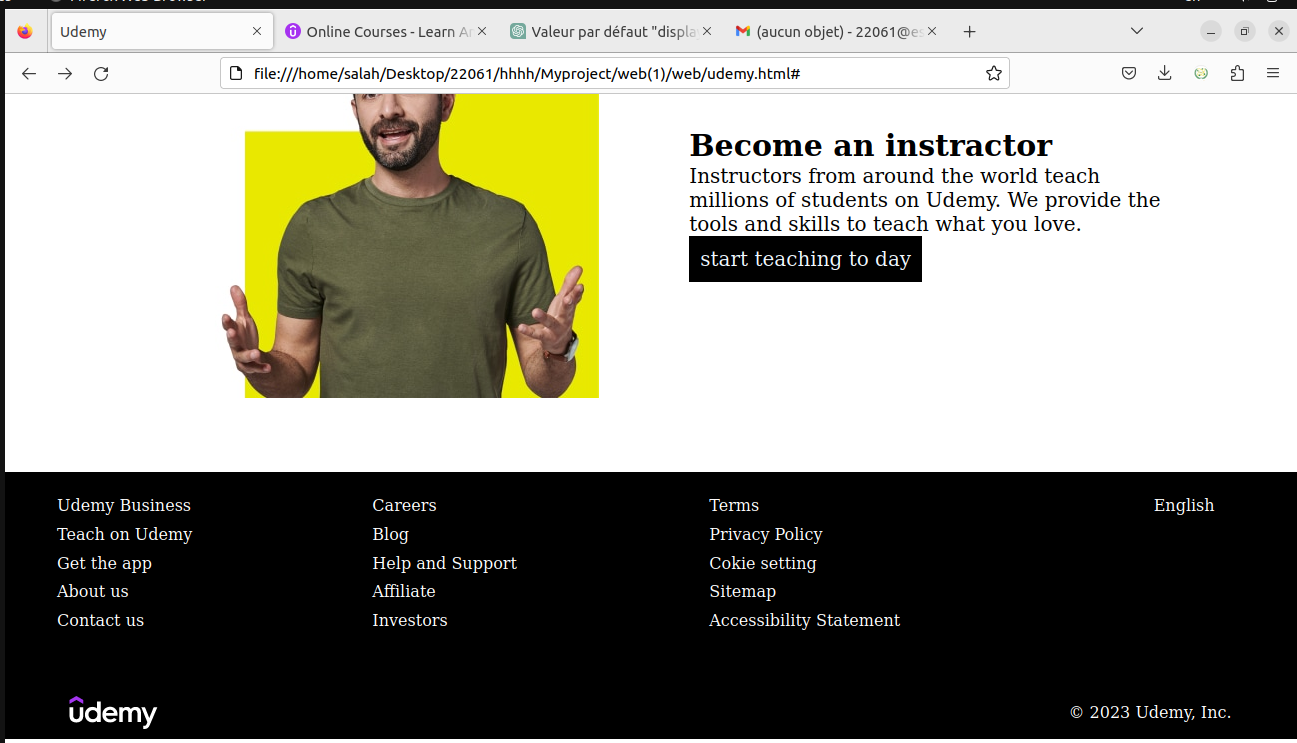 Udemy
Online Courses - Learn An
Valeur par défaut "displa
(aucun objet) - 22061@es
file:///home/salah/Desktop/22061/hhhh/Myproject/web(1)/web/udemy.html#
Become an instractor
Instructors from around the world teach
millions of students on Udemy. We provide the
tools and skills to teach what you love.
start teaching to day
Udemy Business
Teach on Udemy
Get the app
About us
Contact us
Careers
Blog
Help and Support
Affiliate
Investors
Terms
Privacy Policy
Cokie setting
Sitemap
Accessibility Statement
English
udemy
© 2023 Udemy, Inc.